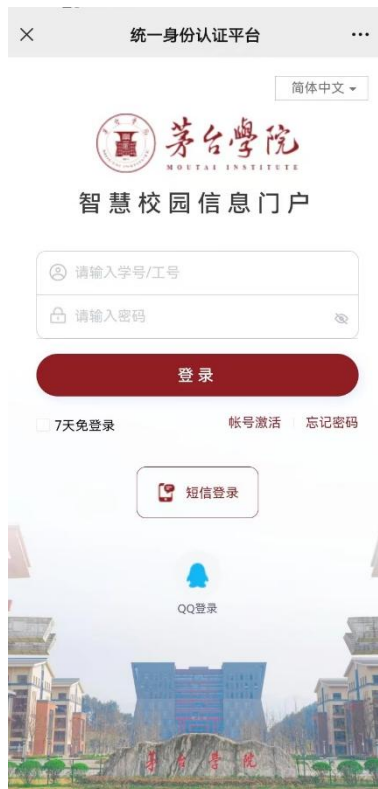 统一身份认证平台
简体中文
茅台學院
MOUTAI INSTITUTE
智慧校园信息门户
请输入学号/工号
请输入密码
登录
7天免登录
帐号激活 忘记密码
短信登录
QQ登录
茅台学院